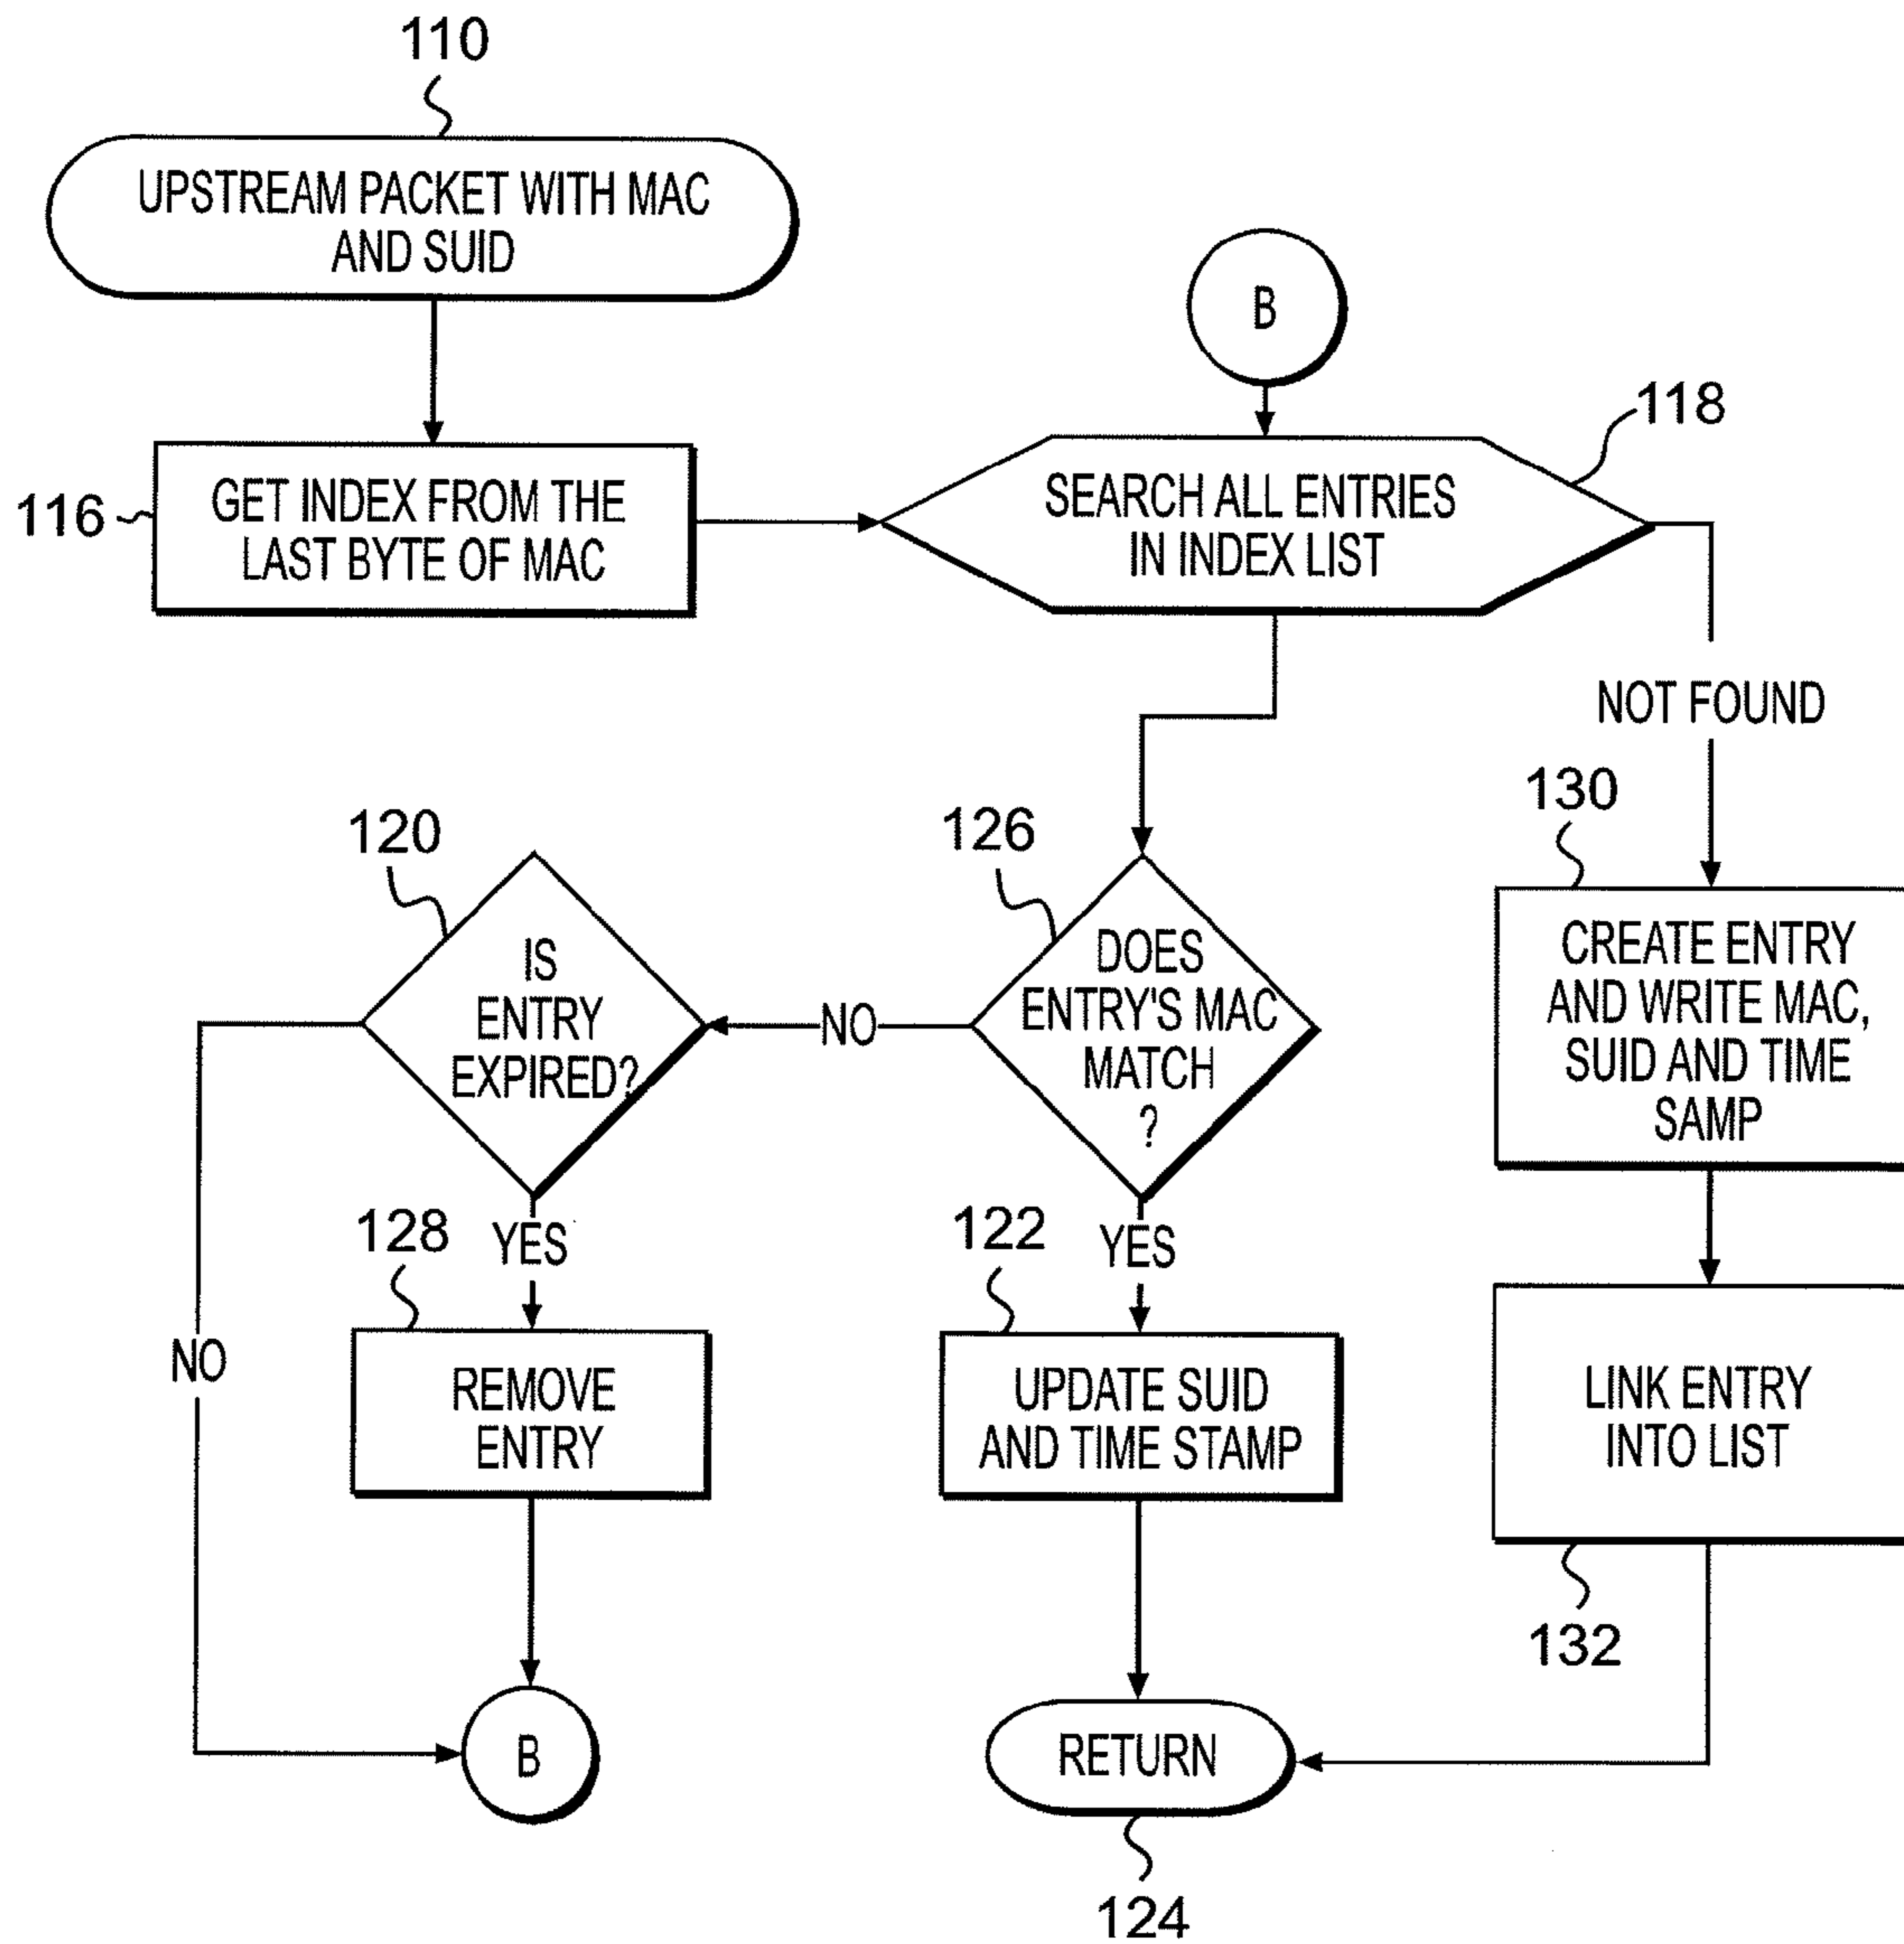 110
UPSTREAM PACKET WITH MAC
AND SUID
B
118
116
GET INDEX FROM THE
LAST BYTE OF MAC
SEARCH ALL ENTRIES
IN INDEX LIST
NOT FOUND
120
126
130
IS
ENTRY
EXPIRED?
NO
DOES
ENTRY'S MAC
MATCH
?
CREATE ENTRY
AND WRITE MAC,
SUID AND TIME
SAMP
128
YES
122
YES
NO
REMOVE
ENTRY
UPDATE SUID
AND TIME STAMP
LINK ENTRY
INTO LIST
132
B
RETURN
124